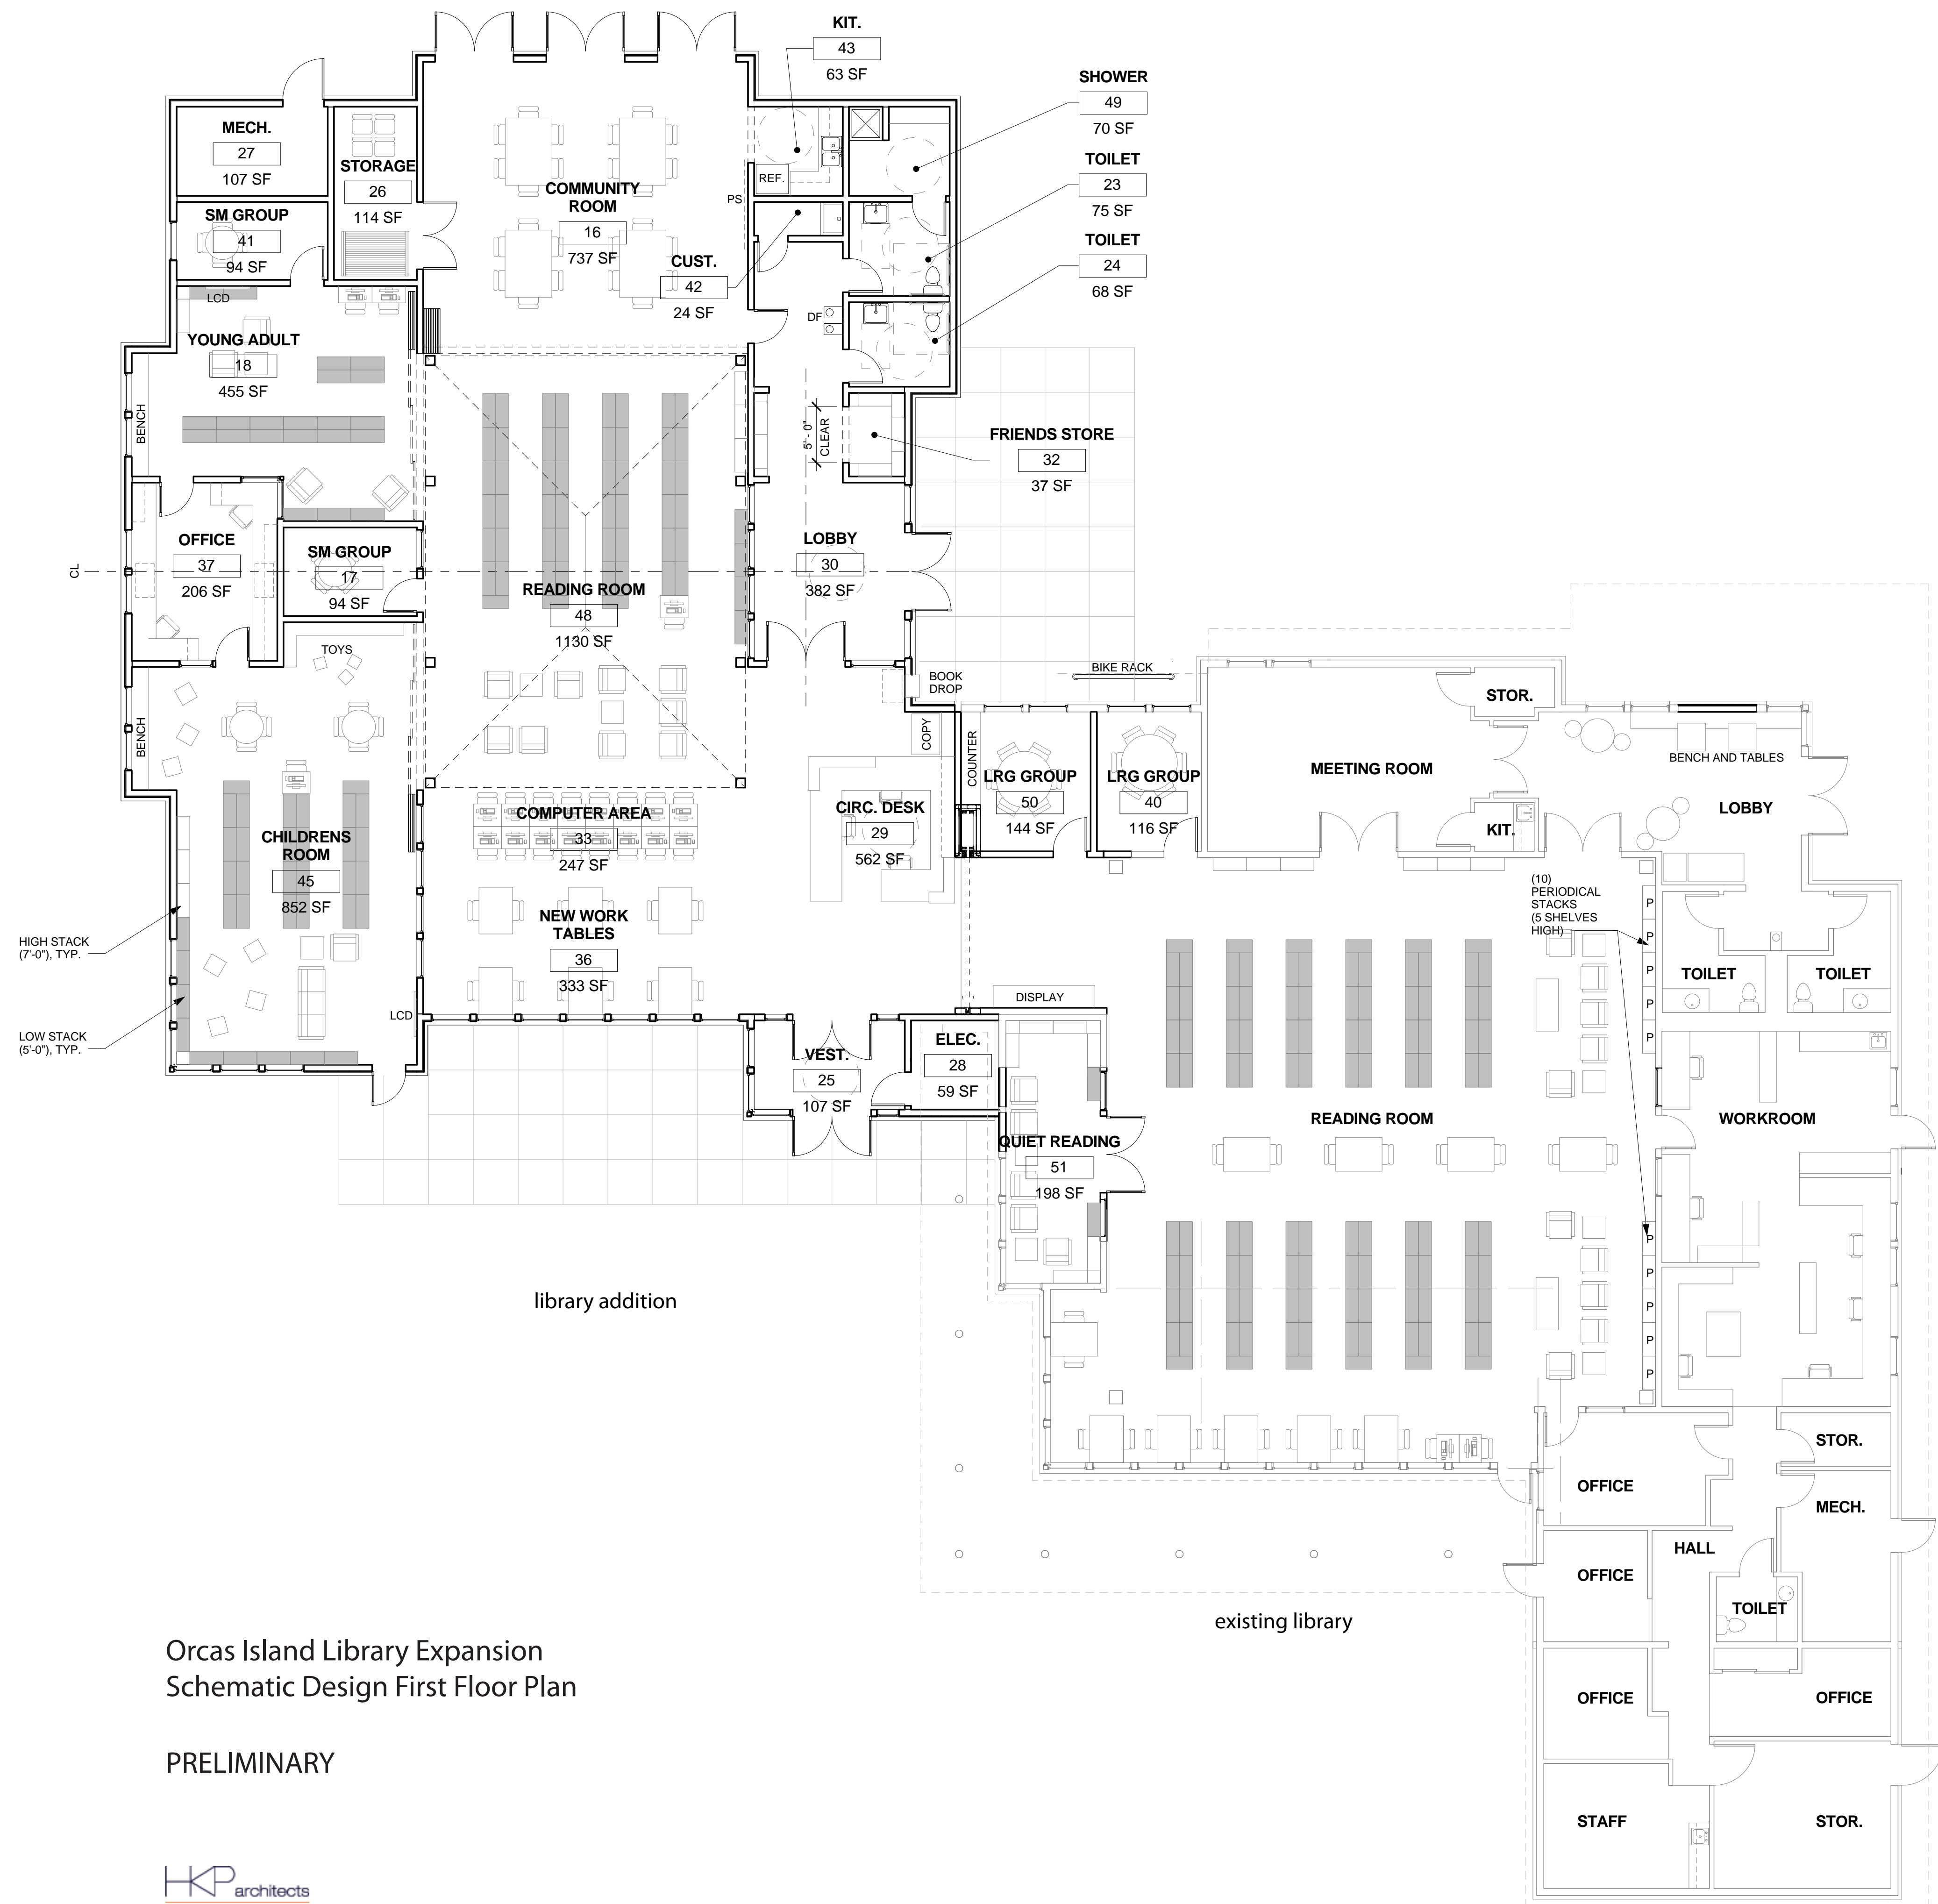 KIT.
43
63 SF
SHOWER
49
70 SF
TOILET
23
75 SF
TOILET
24
68 SF
MECH.
27
107 SF
STORAGE
26
114 SF
SM GROUP
41
94 SF
COMMUNITY
ROOM
16
737 SF
PS
REF.
CUST.
42
24 SF
DF
LCD
YOUNG ADULT
18
455 SF
BENCH
5'- 0"
CLEAR
FRIENDS STORE
32
37 SF
OFFICE
37
206 SF
SM GROUP
17
94 SF
CL
READING ROOM
48
1130 SF
LOBBY
30
382 SF
TOYS
BENCH
BOOK
DROP
BIKE RACK
COPY
COUNTER
STOR.
LRG GROUP
50
144 SF
LRG GROUP
40
116 SF
MEETING ROOM
BENCH AND TABLES
LOBBY
KIT.
COMPUTER AREA
33
247 SF
CIRC. DESK
29
562 SF
CHILDRENS
ROOM
45
852 SF
NEW WORK
TABLES
36
333 SF
HIGH STACK
(7'-0"), TYP.
LOW STACK
(5'-0"), TYP.
LCD
(10)
PERIODICAL
STACKS
(5 SHELVES
HIGH)
P
P
P
P
P
TOILET
TOILET
DISPLAY
VEST.
25
107 SF
ELEC.
28
59 SF
QUIET READING
51
198 SF
READING ROOM
WORKROOM
P
P
P
P
P
library addition
existing library
STOR.
OFFICE
MECH.
HALL
OFFICE
TOILET
OFFICE
OFFICE
STAFF
STOR.
Orcas Island Library Expansion
Schematic Design First Floor Plan
PRELIMINARY
HKP architects